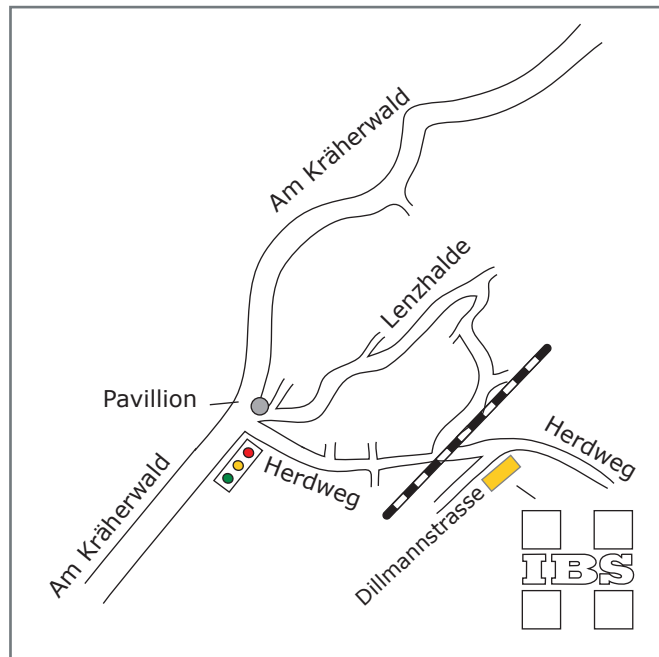 Am Kräherwald
Lenzhalde
Pavillion
Herdweg
Herdweg
Am Kräherwald
Dillmannstrasse
IBS